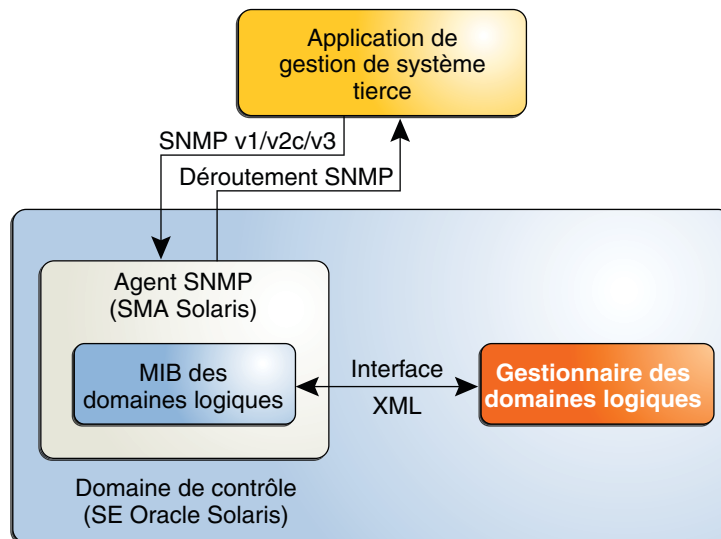 Application de
gestion de système
tierce
SNMP v1/v2c/v3
Déroutement SNMP
Agent SNMP
(SMA Solaris)
MIB des
domaines logiques
Interface
XML
Gestionnaire des
domaines logiques
Domaine de contrôle
(SE Oracle Solaris)